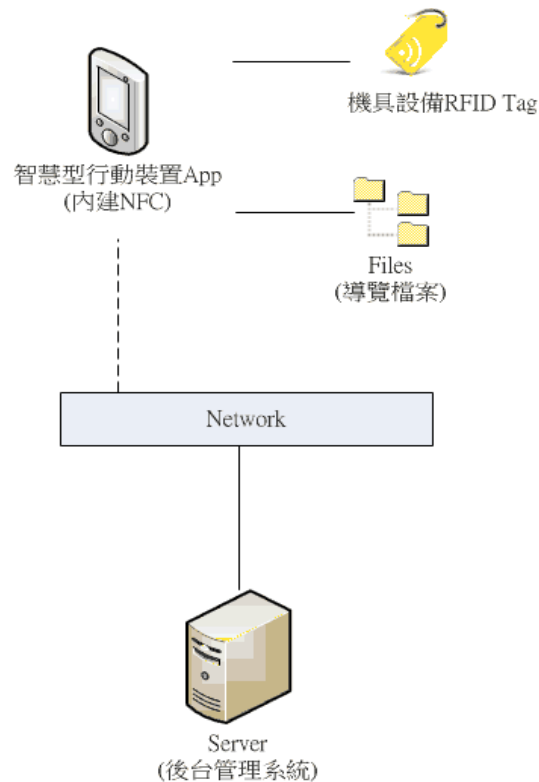 機具設備RFID Tag
智慧型行動裝置App
(內建NFC)
Files
(導覽檔案)
Network
Server
(後台管理系統)